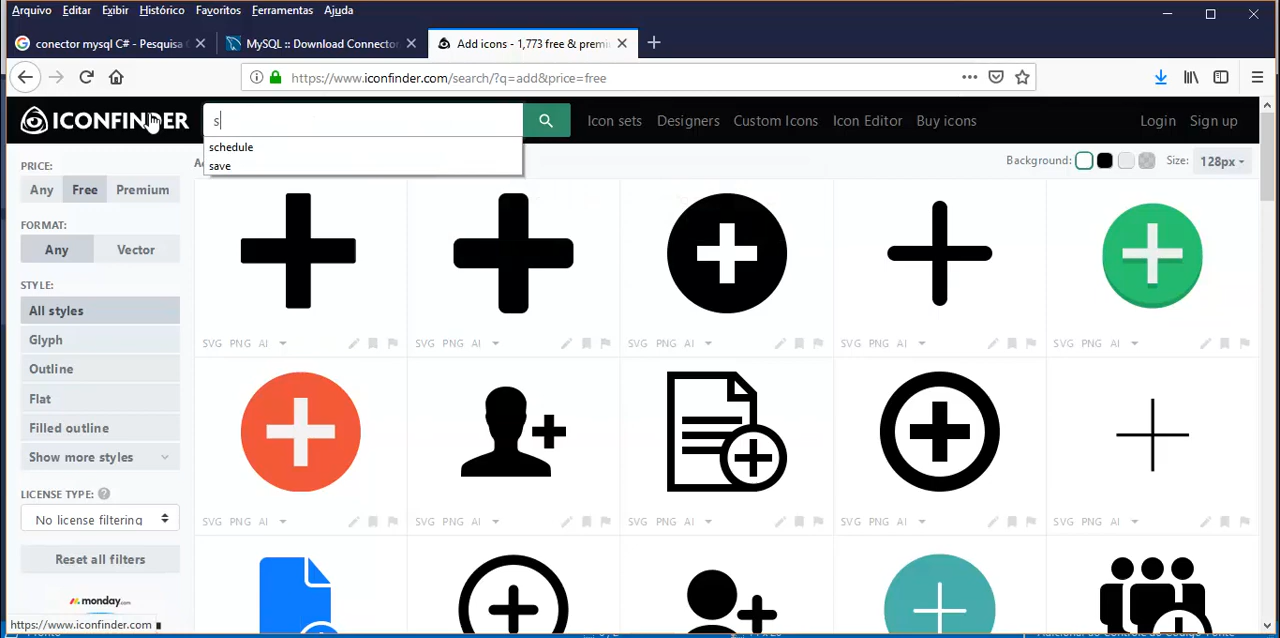 Arquivo Editar Exibir Histórico Favoritos Ferramentas Ajuda
conector mysql C# - Pesquisa
MySQL :: Download Connector
Add icons - 1,773 free & premi
https://www.iconfinder.com/search/?q=add&price=free
ICONFINDER
s
Icon sets Designers Custom Icons Icon Editor Buy icons Login Sign up
schedule
save
PRICE:
Any Free Premium
Background: Size: 128px
FORMAT:
Any Vector
STYLE:
All styles
Glyph
Outline
Flat
Filled outline
Show more styles
SVG PNG AI SVG PNG AI SVG PNG AI SVG PNG AI SVG PNG AI
LICENSE TYPE: ?
No license filtering
Reset all filters
SVG PNG AI SVG PNG AI SVG PNG AI SVG PNG AI SVG PNG AI
monday.com
https://www.iconfinder.com